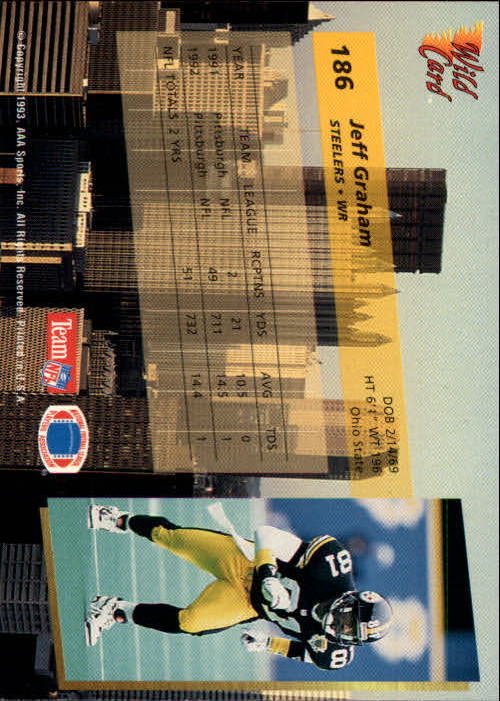 Wild
Card
186 Jeff Graham
STEELERS • WR
DOB 2/14/69
HT 6'2" WT 196
Ohio State
YEAR TEAM LEAGUE RCPTNS YDS AVG TDS
1991 Pittsburgh NFL 2 21 10.5 0
1992 Pittsburgh NFL 49 711 14.5 1
NFL TOTALS 2 YRS 51 732 14.4 1
81
Team
NFL
© Copyright 1993, AAA Sports, Inc. All Rights Reserved. Printed in U.S.A.